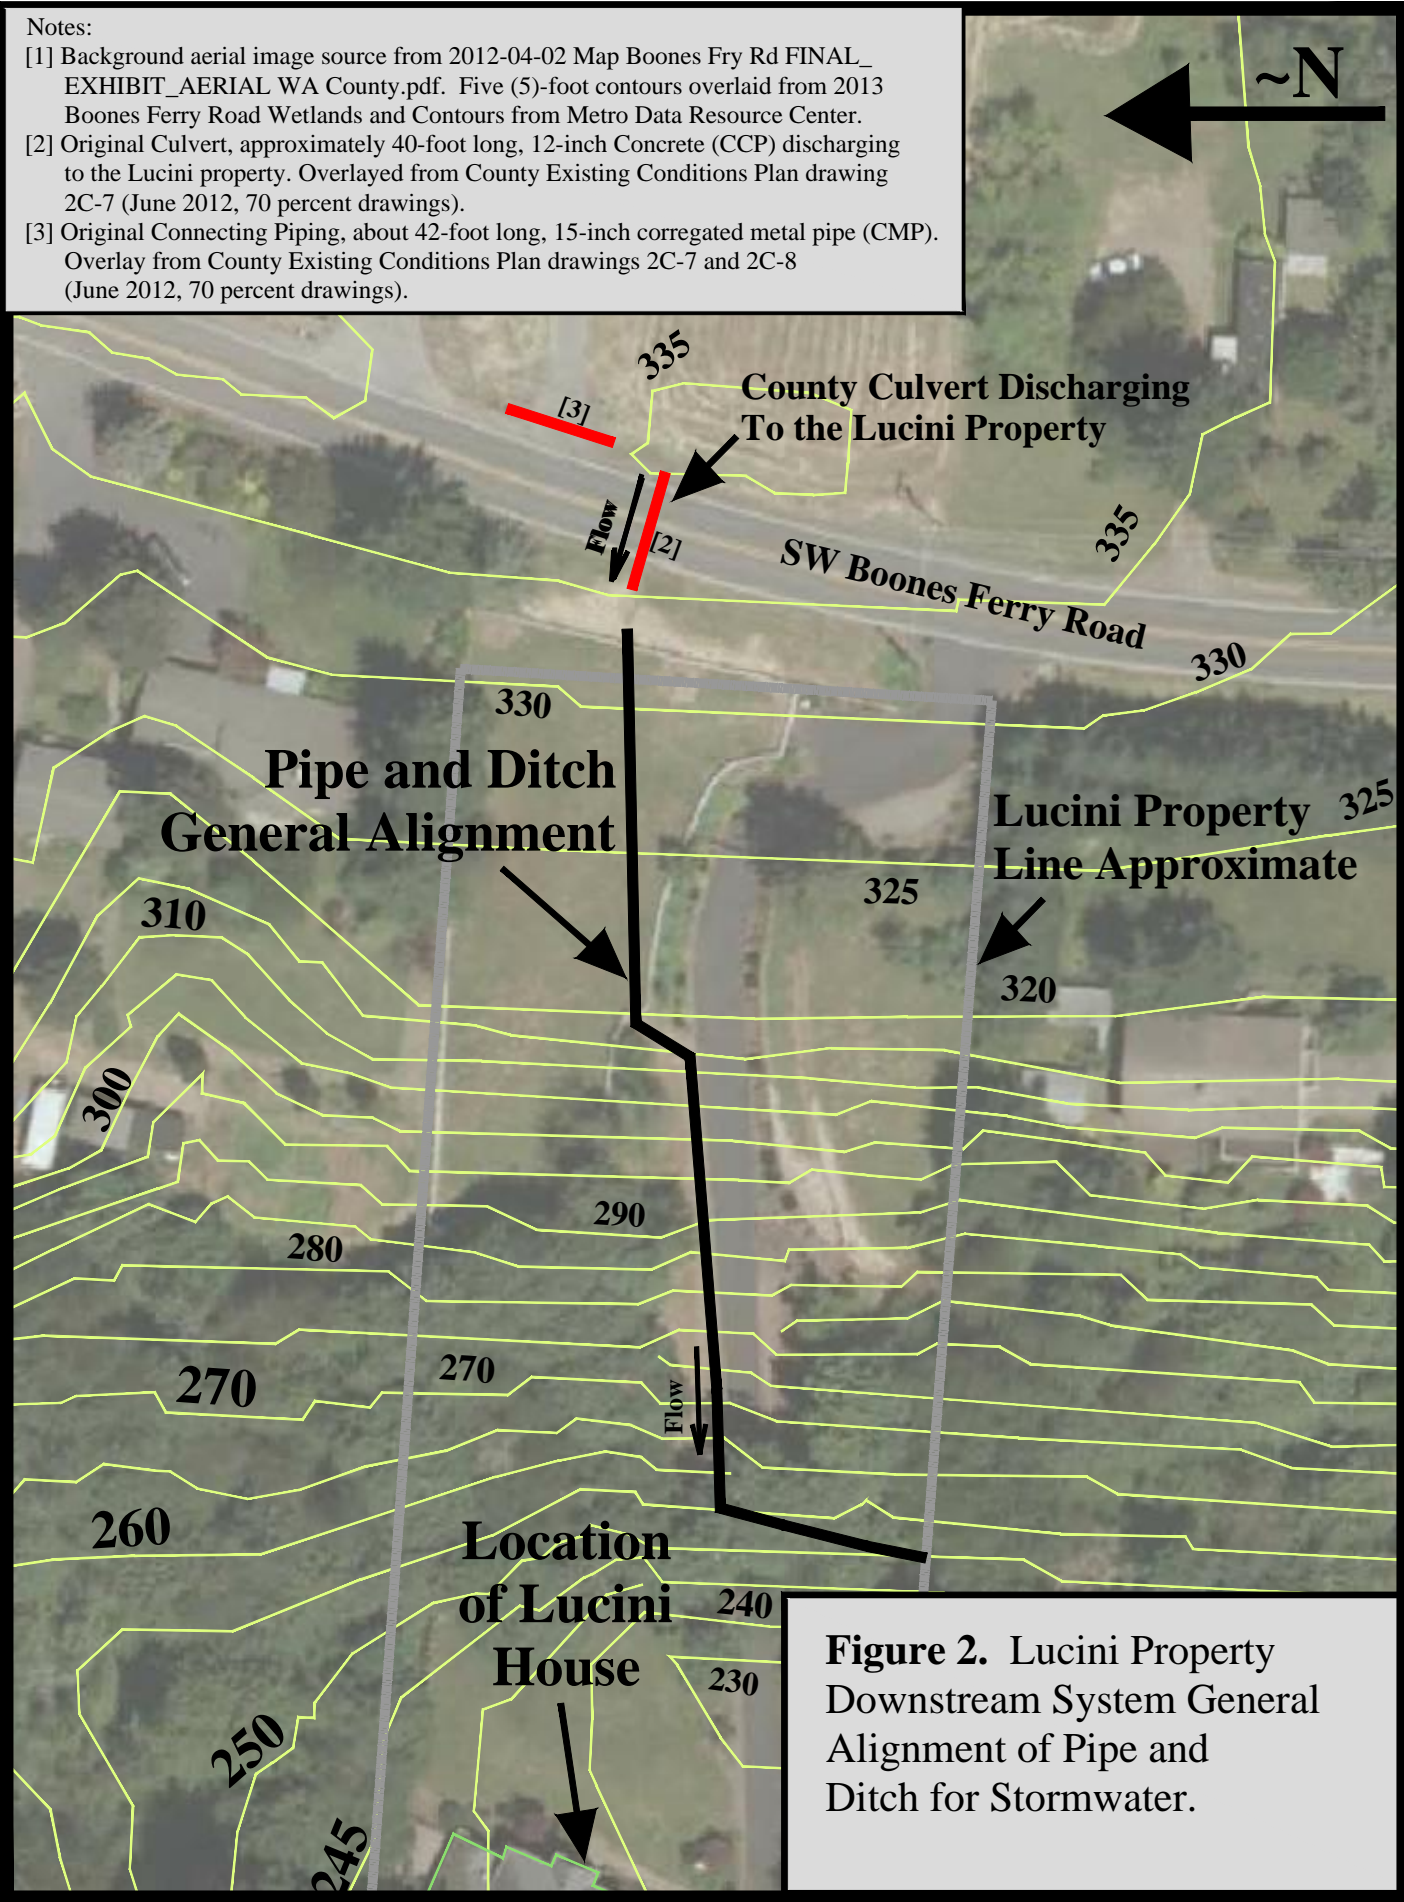 Notes:
[1] Background aerial image source from 2012-04-02 Map Boones Fry Rd FINAL_
EXHIBIT_AERIAL WA County.pdf. Five (5)-foot contours overlaid from 2013
Boones Ferry Road Wetlands and Contours from Metro Data Resource Center.
[2] Original Culvert, approximately 40-foot long, 12-inch Concrete (CCP) discharging
to the Lucini property. Overlayed from County Existing Conditions Plan drawing
2C-7 (June 2012, 70 percent drawings).
[3] Original Connecting Piping, about 42-foot long, 15-inch corregated metal pipe (CMP).
Overlay from County Existing Conditions Plan drawings 2C-7 and 2C-8
(June 2012, 70 percent drawings).
~N
335
County Culvert Discharging
To the Lucini Property
[3]
Flow
[2]
335
SW Boones Ferry Road
330
330
Pipe and Ditch
General Alignment
325
Lucini Property
Line Approximate
325
310
320
300
290
280
270
270
Flow
260
Location
of Lucini
House
240
230
250
245
Figure 2. Lucini Property
Downstream System General
Alignment of Pipe and
Ditch for Stormwater.